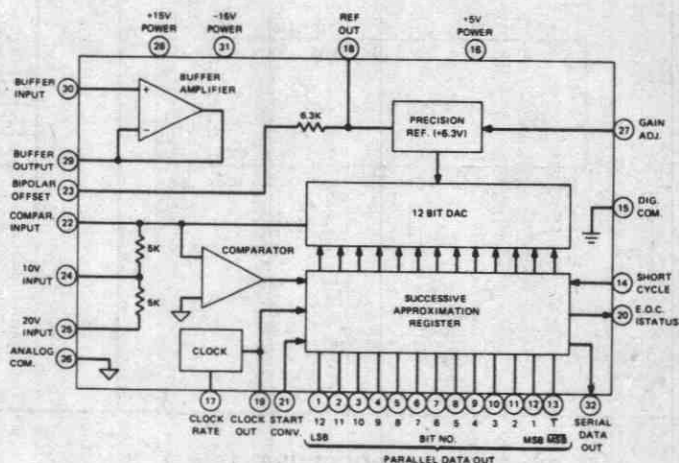 +15V
POWER
28
-15V
POWER
31
REF
OUT
18
+5V
POWER
16
BUFFER
INPUT
30
+
−
BUFFER
AMPLIFIER
6.3K
PRECISION
REF. (+6.3V)
27
GAIN
ADJ.
BUFFER
OUTPUT
29
BIPOLAR
OFFSET
23
12 BIT DAC
15
DIG.
COM.
COMPAR.
INPUT
22
5K
COMPARATOR
10V
INPUT
24
5K
SUCCESSIVE
APPROXIMATION
REGISTER
14
SHORT
CYCLE
20
E.O.C.
ISTATUS
20V
INPUT
25
ANALOG
COM.
26
CLOCK
17
CLOCK
RATE
19
CLOCK
OUT
21
START
CONV.
1 2 3 4 5 6 7 8 9 10 11 12 13
12 11 10 9 8 7 6 5 4 3 2 1 1̅
LSB BIT NO. MSB M̅S̅B̅
PARALLEL DATA OUT
32
SERIAL
DATA
OUT